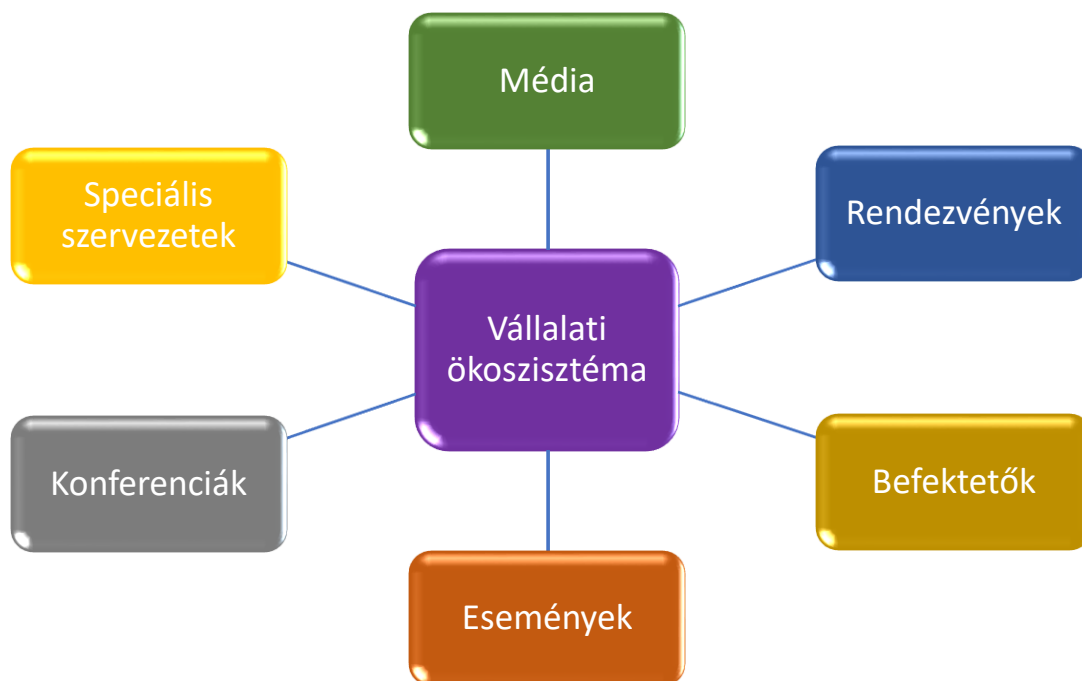 Média
Speciális
szervezetek
Rendezvények
Vállalati
ökoszisztéma
Konferenciák
Befektetők
Események